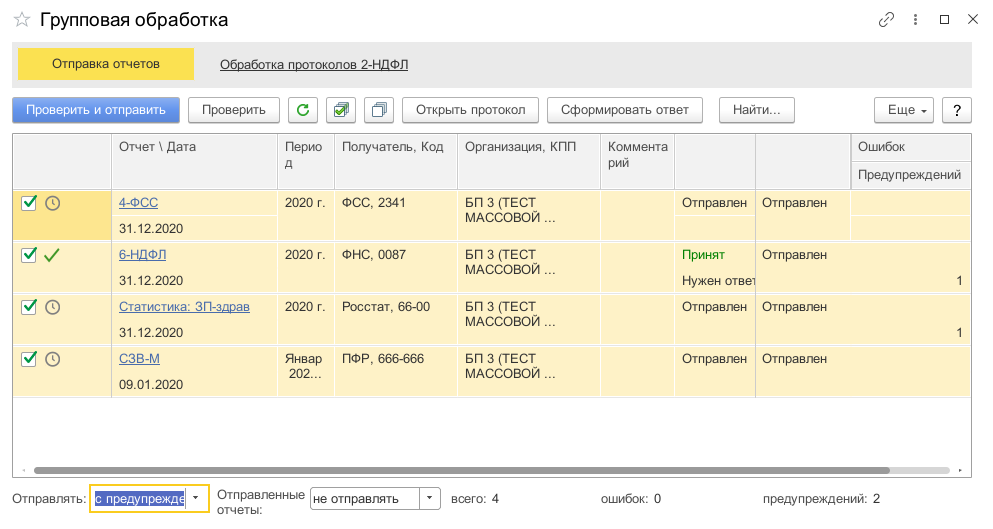 Групповая обработка
Отправка отчетов
Обработка протоколов 2-НДФЛ
Проверить и отправить
Проверить
Открыть протокол
Сформировать ответ
Найти...
Еще
?
Отчет \ Дата
Перио
д
Получатель, Код
Организация, КПП
Коммента
рий
Ошибок
Предупреждений
4-ФСС
2020 г.
ФСС, 2341
БП 3 (ТЕСТ
МАССОВОЙ ...
Отправлен
Отправлен
31.12.2020
6-НДФЛ
2020 г.
ФНС, 0087
БП 3 (ТЕСТ
МАССОВОЙ ...
Принят
Отправлен
31.12.2020
Нужен ответ
1
Статистика: ЗП-здрав
2020 г.
Росстат, 66-00
БП 3 (ТЕСТ
МАССОВОЙ ...
Отправлен
Отправлен
31.12.2020
1
СЗВ-М
Январ
202...
ПФР, 666-666
БП 3 (ТЕСТ
МАССОВОЙ ...
Отправлен
Отправлен
09.01.2020
Отправлять:
с предупрежде
Отправленные
отчеты:
не отправлять
всего: 4
ошибок: 0
предупреждений: 2